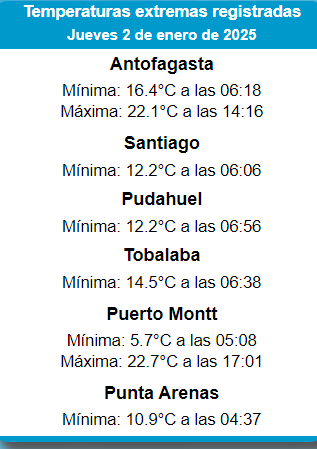 Temperaturas extremas registradas
Jueves 2 de enero de 2025
Antofagasta
Mínima: 16.4°C a las 06:18
Máxima: 22.1°C a las 14:16
Santiago
Mínima: 12.2°C a las 06:06
Pudahuel
Mínima: 12.2°C a las 06:56
Tobalaba
Mínima: 14.5°C a las 06:38
Puerto Montt
Mínima: 5.7°C a las 05:08
Máxima: 22.7°C a las 17:01
Punta Arenas
Mínima: 10.9°C a las 04:37